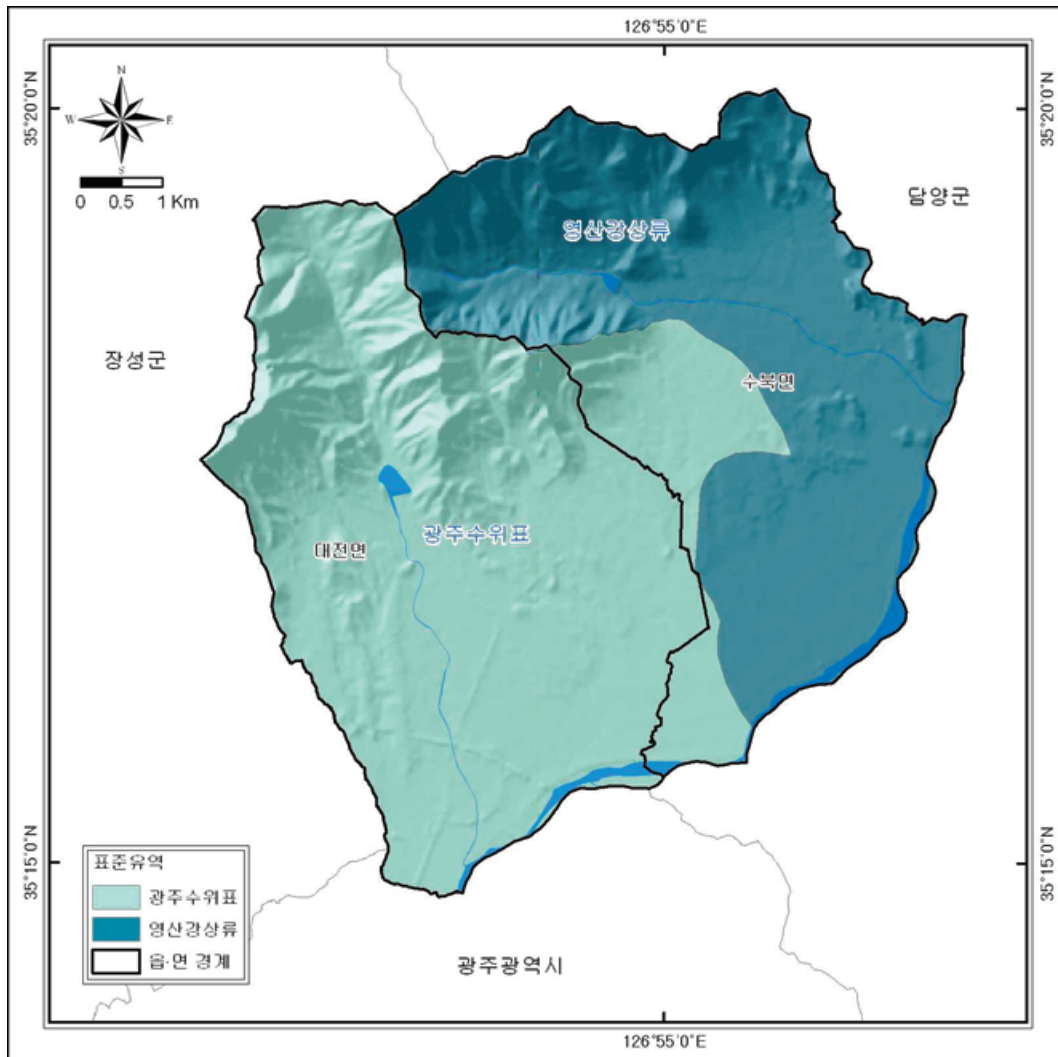 126°55'0"E
35°20'0"N
35°20'0"N
N
W E
S
0 0.5 1 Km
담양군
영산강상류
장성군
수북면
광주수위표
대전면
35°15'0"N
35°15'0"N
표준유역
광주수위표
영산강상류
읍·면 경계
광주광역시
126°55'0"E